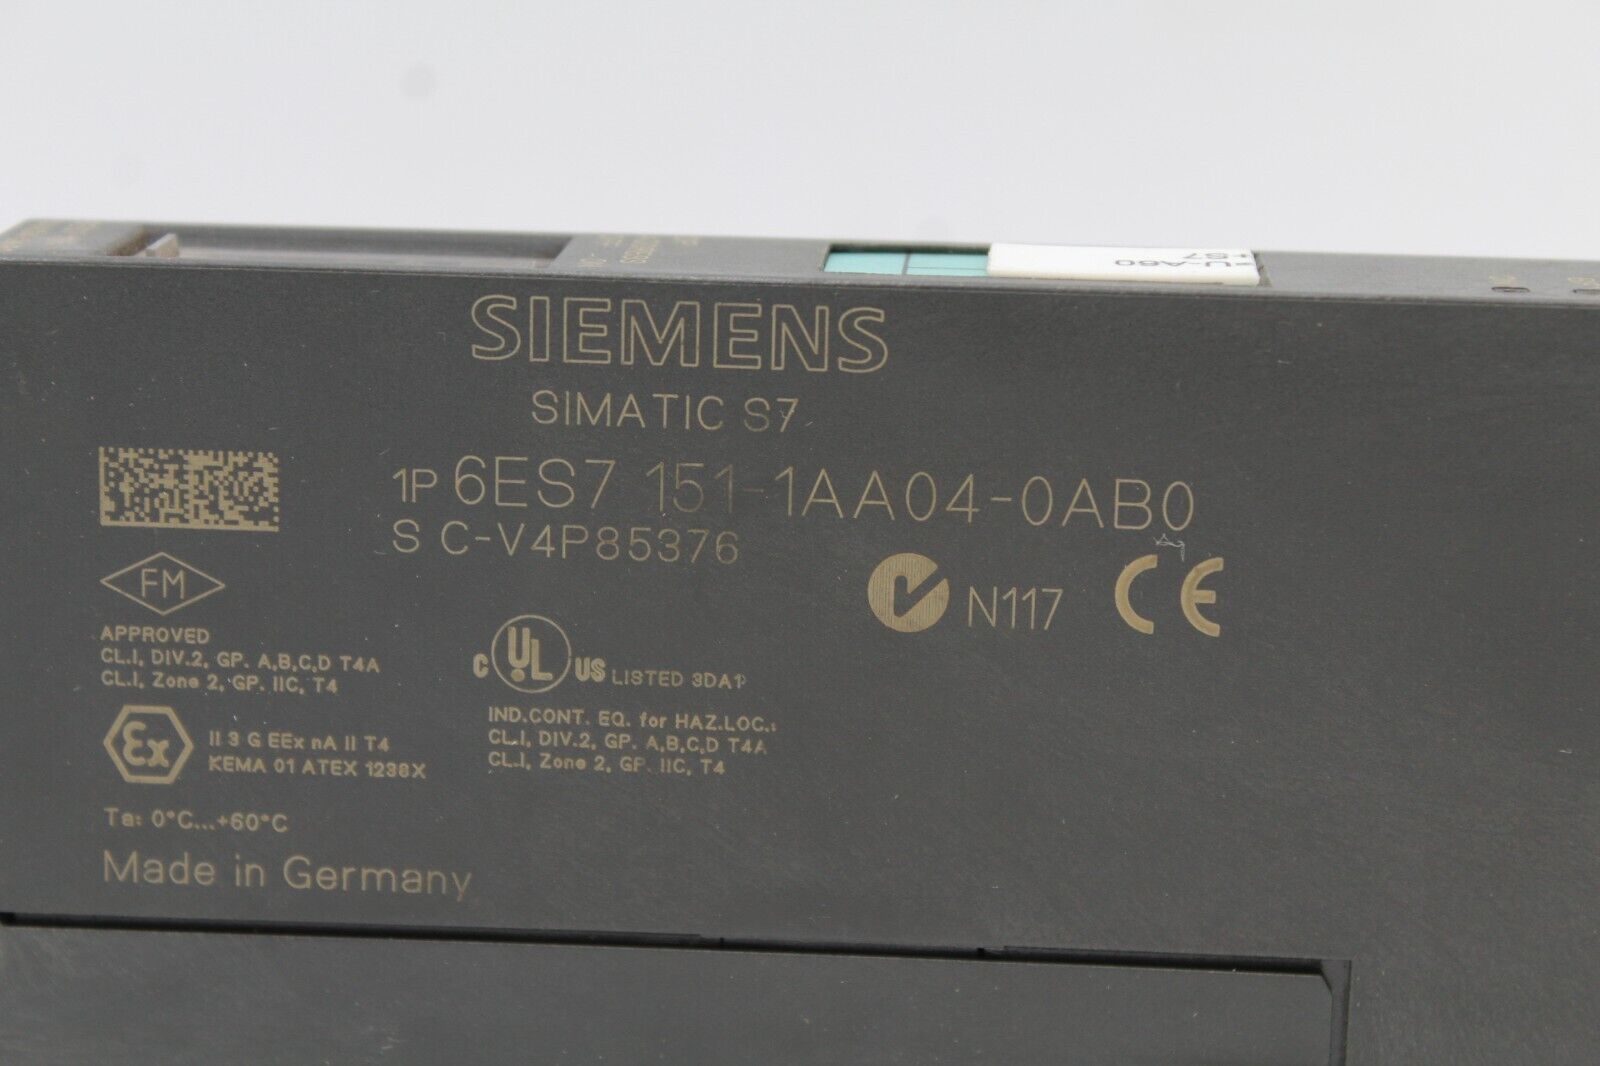 SIEMENS
SIMATIC S7
1P 6ES7 151-1AA04-0AB0
S C-V4P85376
FM
APPROVED
CL.I, DIV.2, GP. A,B,C,D T4A
CL.I, Zone 2, GP. IIC, T4
Ex II 3 G EEx nA II T4
KEMA 01 ATEX 1238X
Ta: 0°C...+60°C
Made in Germany
C UL US LISTED 3DA1
IND.CONT. EQ. for HAZ.LOC.:
CL.I, DIV.2, GP. A,B,C,D T4A
CL.I, Zone 2, GP. IIC, T4
N117 CE